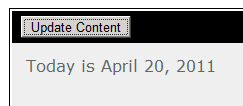 Update Content
Today is April 20, 2011